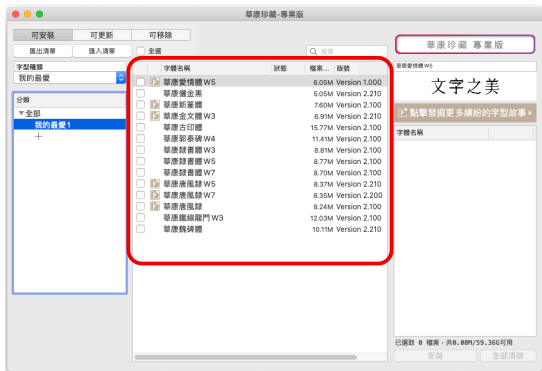 華康珍藏-專業版
可安裝 可更新 可移除
匯出清單 匯入清單 全選 搜尋
字型種類
我的最愛
分類
▼全部
我的最愛1
字體名稱 狀態 檔案... 版號
華康愛情體 W5 6.05M Version 1.000
華康儷金黑 5.05M Version 2.210
華康新篆體 7.60M Version 2.100
華康金文體 W3 6.91M Version 2.210
華康古印體 15.77M Version 2.100
華康郭泰碑 W4 11.41M Version 2.100
華康隸書體 W3 8.81M Version 2.100
華康隸書體 W5 8.77M Version 2.100
華康隸書體 W7 8.70M Version 2.100
華康唐風隸 W5 8.37M Version 2.210
華康唐風隸 W7 8.35M Version 2.200
華康唐風隸 8.24M Version 2.100
華康鐵線龍門 W3 12.03M Version 2.100
華康魏碑體 10.11M Version 2.210
華康珍藏 專業版
華康愛情體 W5
文字之美
點擊發掘更多繽紛的字型故事
字體名稱
已選取 0 檔案，共0.00M/59.36G可用
安裝 全部清除